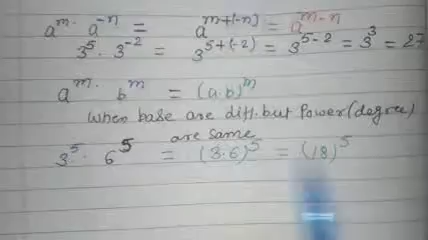 a^m · a^-n = a^m+(-n) = a^m-n
3^5 · 3^-2 = 3^5+(-2) = 3^5-2 = 3^3 = 27
a^m · b^m = (a.b)^m
When base are diff. but Power(degree)
are same
3^5 · 6^5 = (3.6)^5 = (18)^5